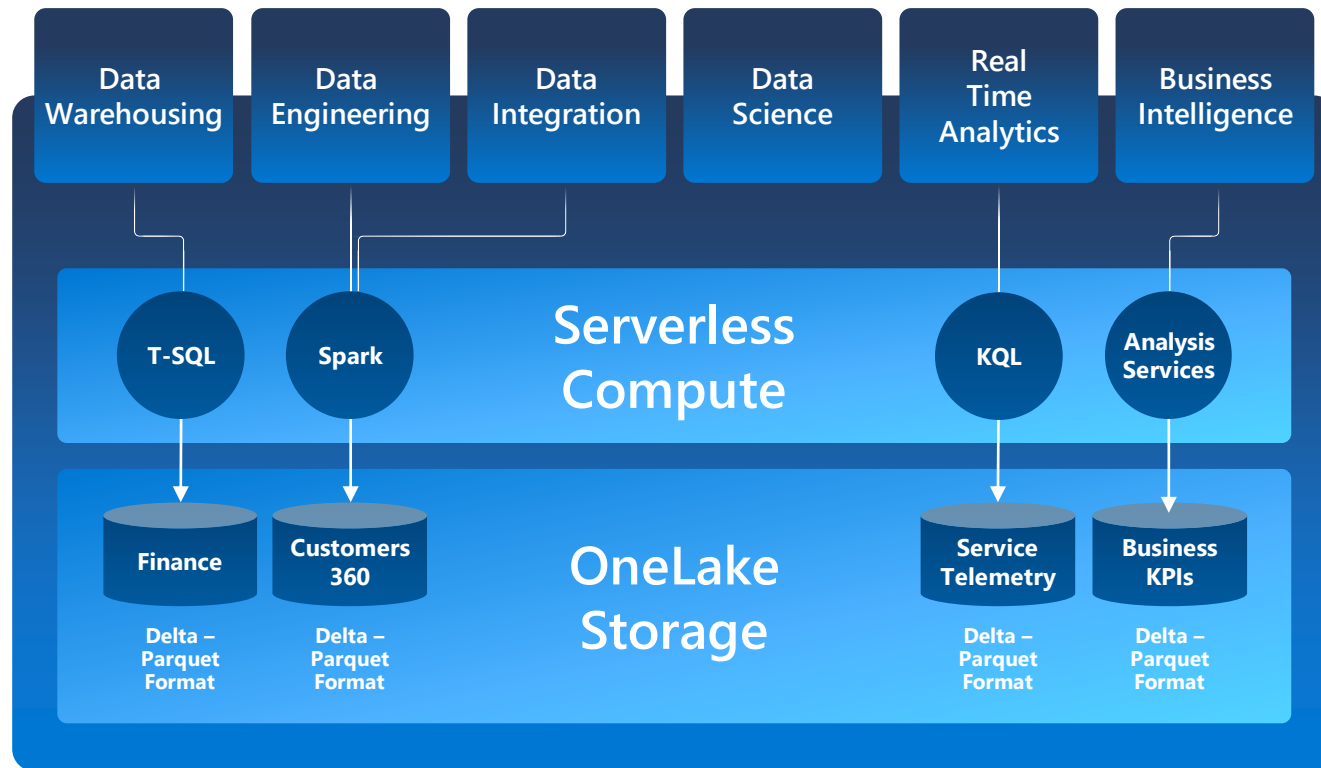 Data
Warehousing
Data
Engineering
Data
Integration
Data
Science
Real
Time
Analytics
Business
Intelligence
T-SQL
Spark
Serverless
Compute
KQL
Analysis
Services
Finance
Customers
360
OneLake
Storage
Service
Telemetry
Business
KPIs
Delta –
Parquet
Format
Delta –
Parquet
Format
Delta –
Parquet
Format
Delta –
Parquet
Format